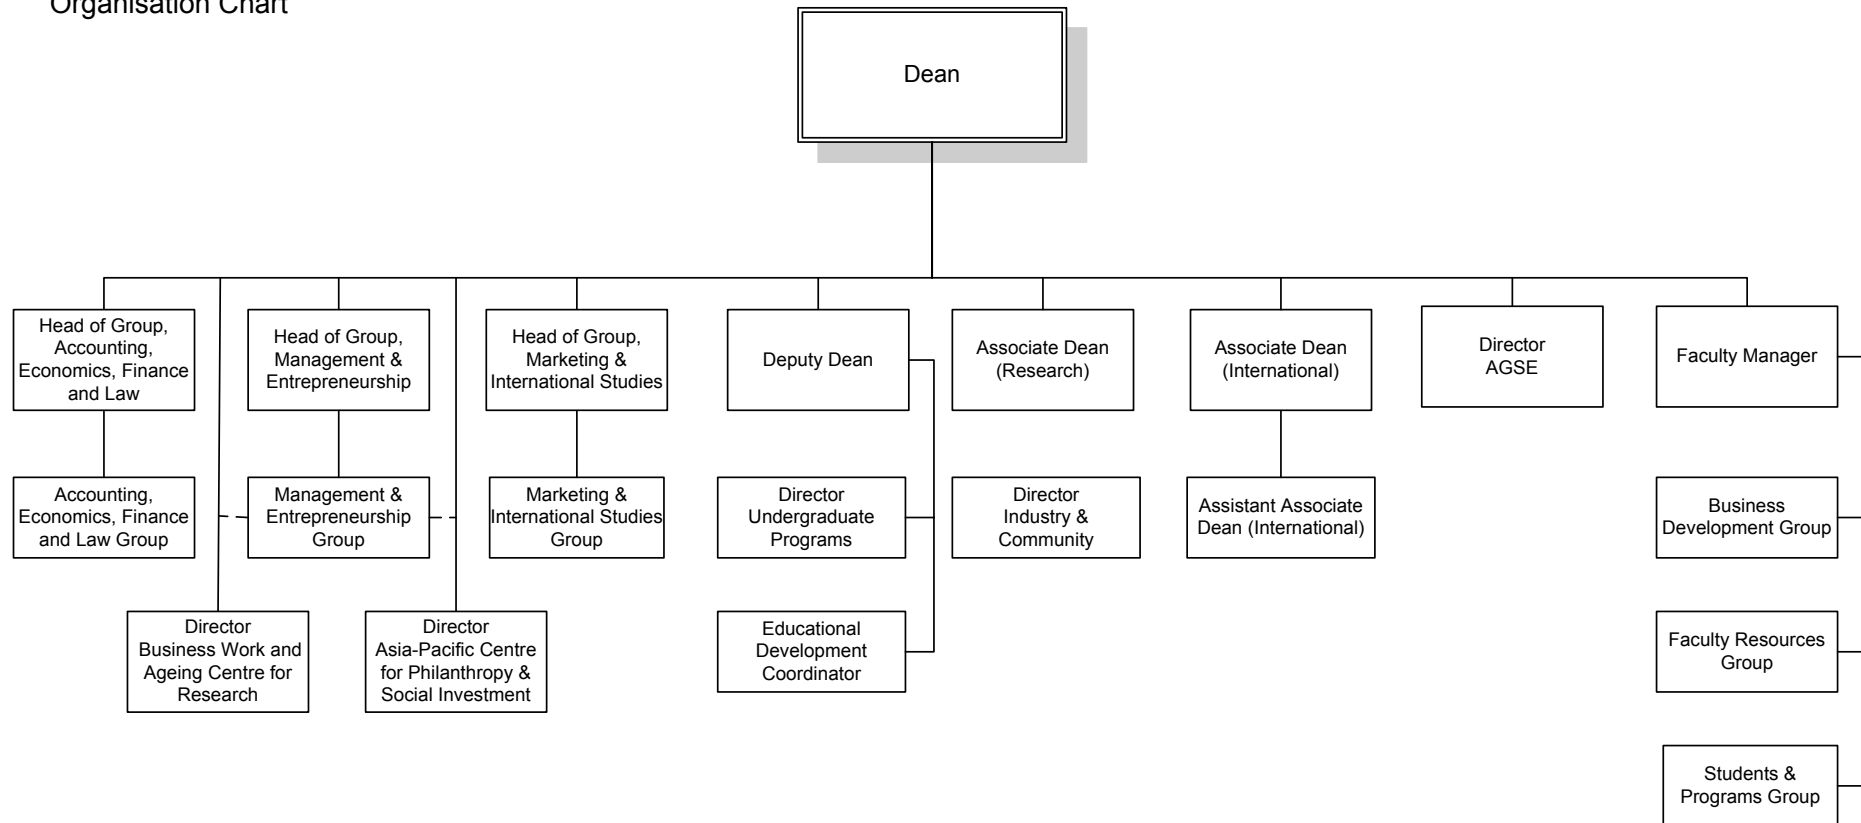 Organisation Chart
Dean
Head of Group,
Accounting,
Economics, Finance
and Law
Head of Group,
Management &
Entrepreneurship
Head of Group,
Marketing &
International Studies
Deputy Dean
Associate Dean
(Research)
Associate Dean
(International)
Director
AGSE
Faculty Manager
Accounting,
Economics, Finance
and Law Group
Management &
Entrepreneurship
Group
Marketing &
International Studies
Group
Director
Undergraduate
Programs
Director
Industry &
Community
Assistant Associate
Dean (International)
Business
Development Group
Director
Business Work and
Ageing Centre for
Research
Director
Asia-Pacific Centre
for Philanthropy &
Social Investment
Educational
Development
Coordinator
Faculty Resources
Group
Students &
Programs Group